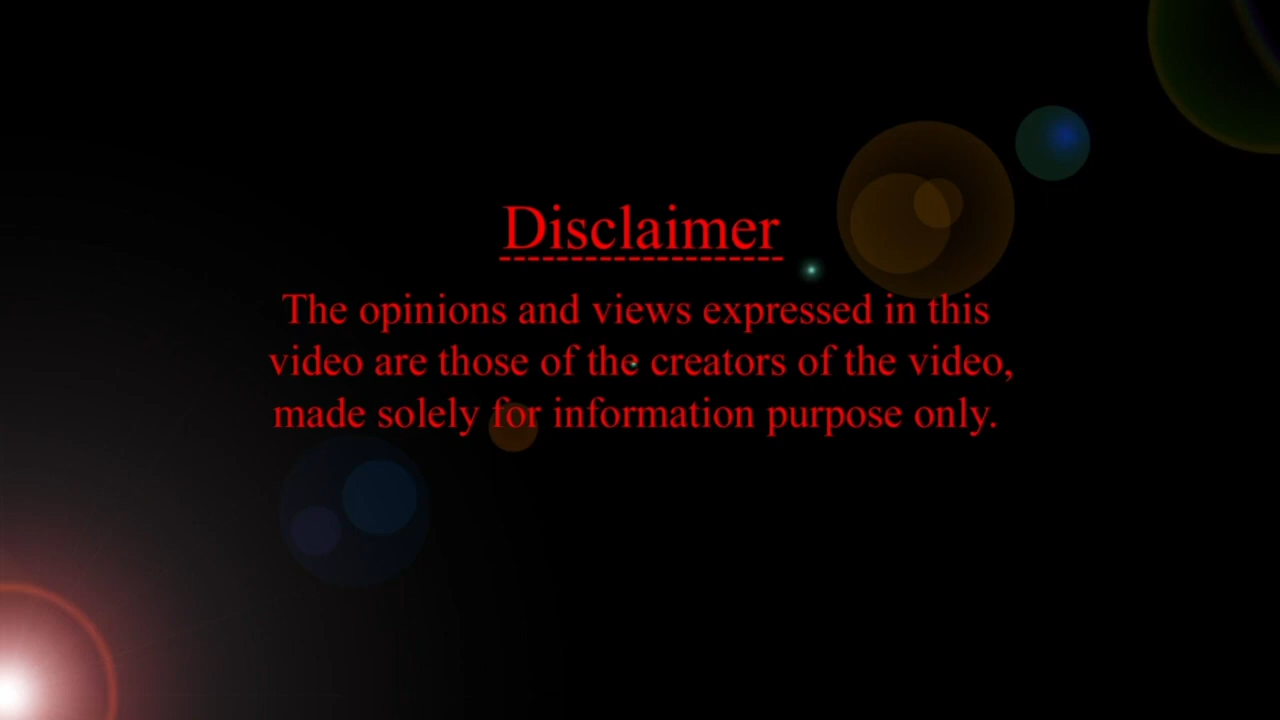 Disclaimer
The opinions and views expressed in this
video are those of the creators of the video,
made solely for information purpose only.